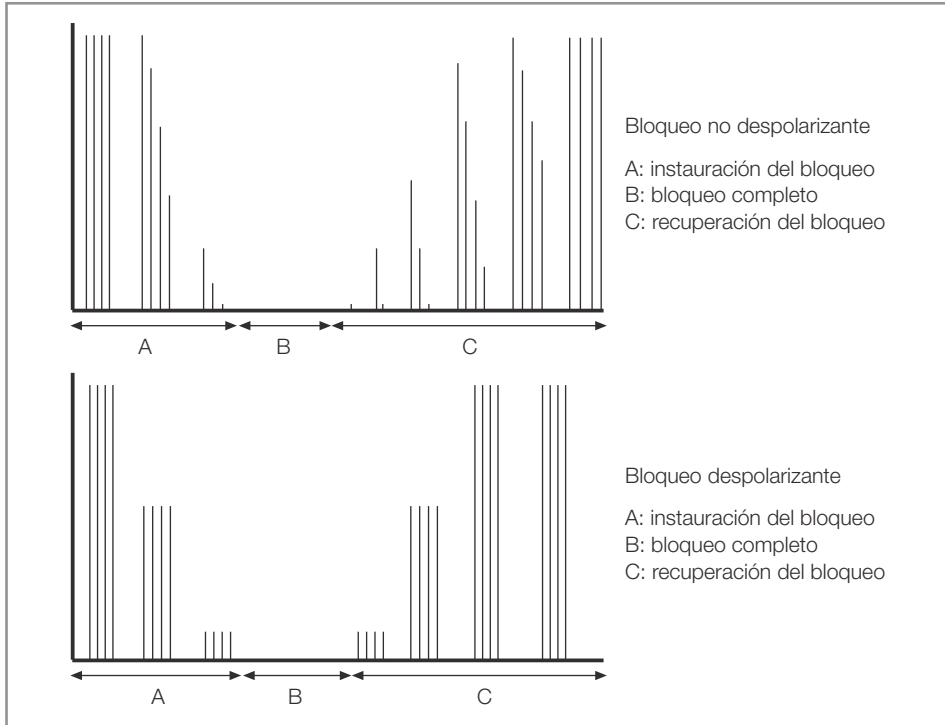 Bloqueo no despolarizante
A: instauración del bloqueo
B: bloqueo completo
C: recuperación del bloqueo
A
B
C
Bloqueo despolarizante
A: instauración del bloqueo
B: bloqueo completo
C: recuperación del bloqueo
A
B
C